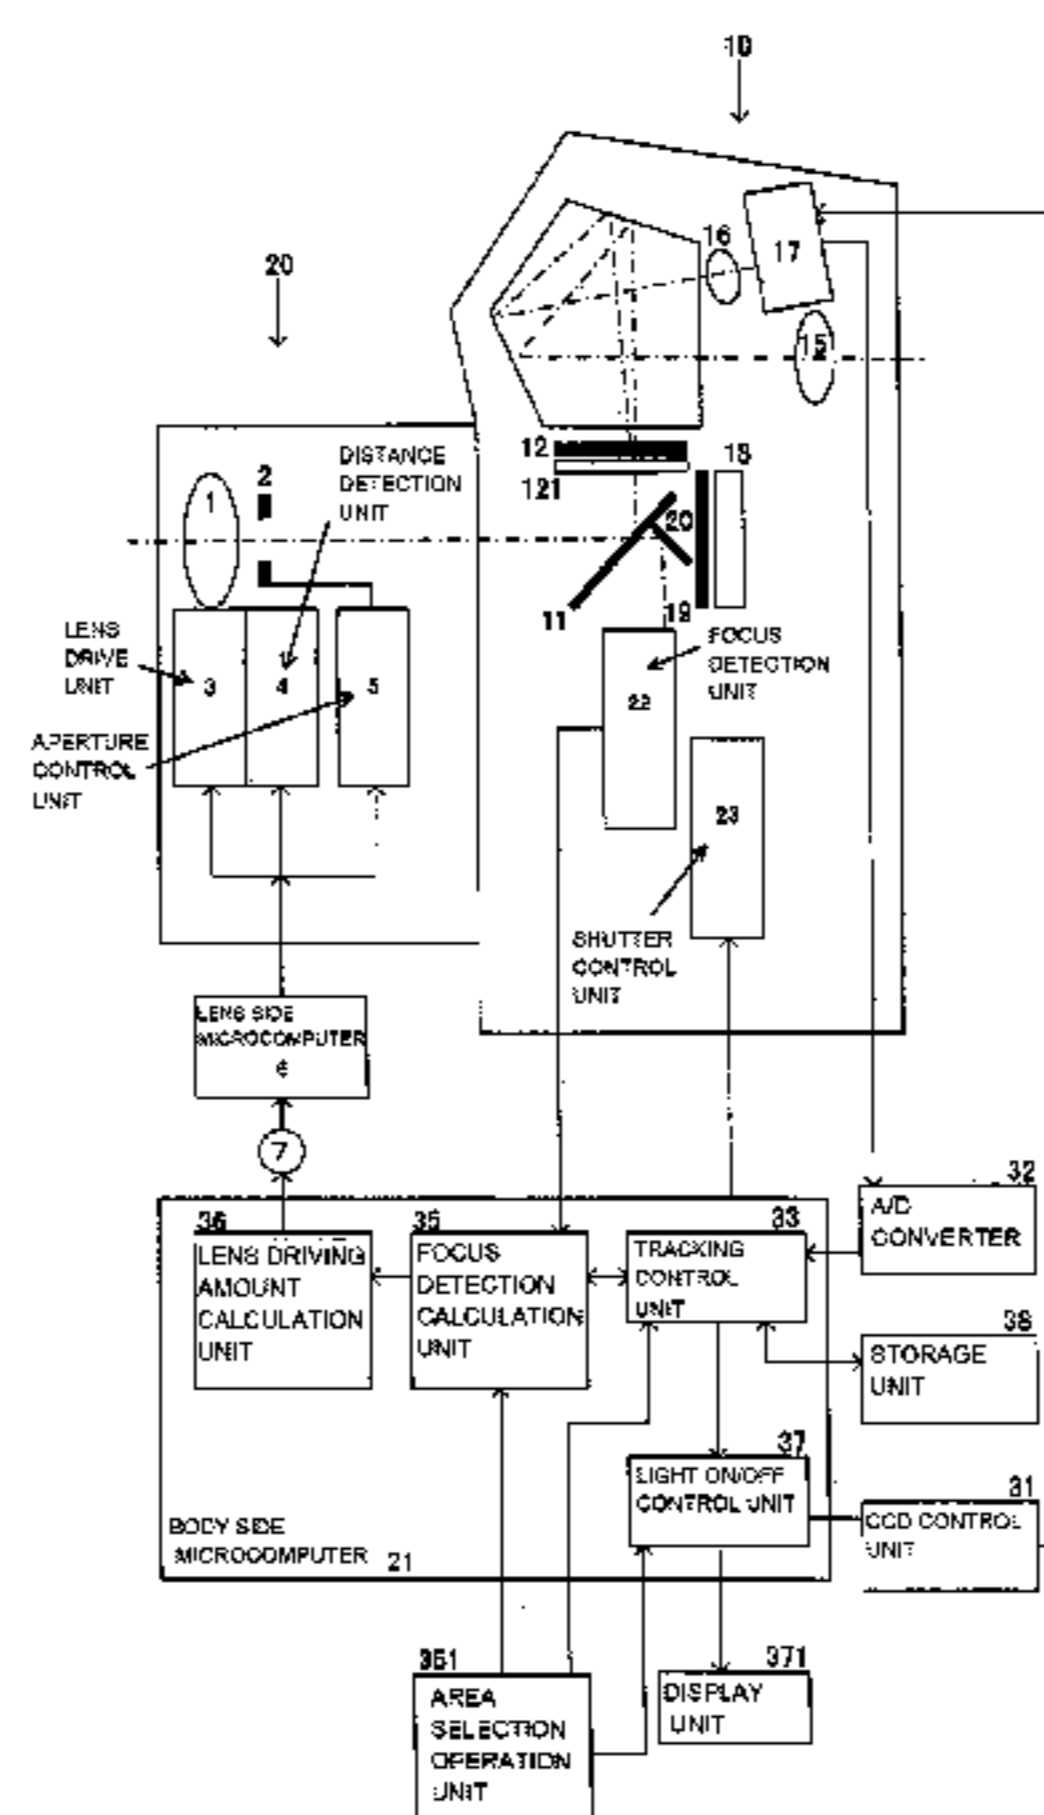 10
20
16
17
15
12
121
18
DISTANCE
DETECTION
UNIT
1
2
20
11
19
LENS
DRIVE
UNIT
3
4
5
FOCUS
DETECTION
UNIT
22
APERTURE
CONTROL
UNIT
23
SHUTTER
CONTROL
UNIT
LENS SIDE
MICROCOMPUTER
6
7
36
LENS DRIVING
AMOUNT
CALCULATION
UNIT
35
FOCUS
DETECTION
CALCULATION
UNIT
33
TRACKING
CONTROL
UNIT
32
A/D
CONVERTER
38
STORAGE
UNIT
37
LIGHT ON/OFF
CONTROL UNIT
31
CCD CONTROL
UNIT
BODY SIDE
MICROCOMPUTER 21
351
AREA
SELECTION
OPERATION
UNIT
371
DISPLAY
UNIT